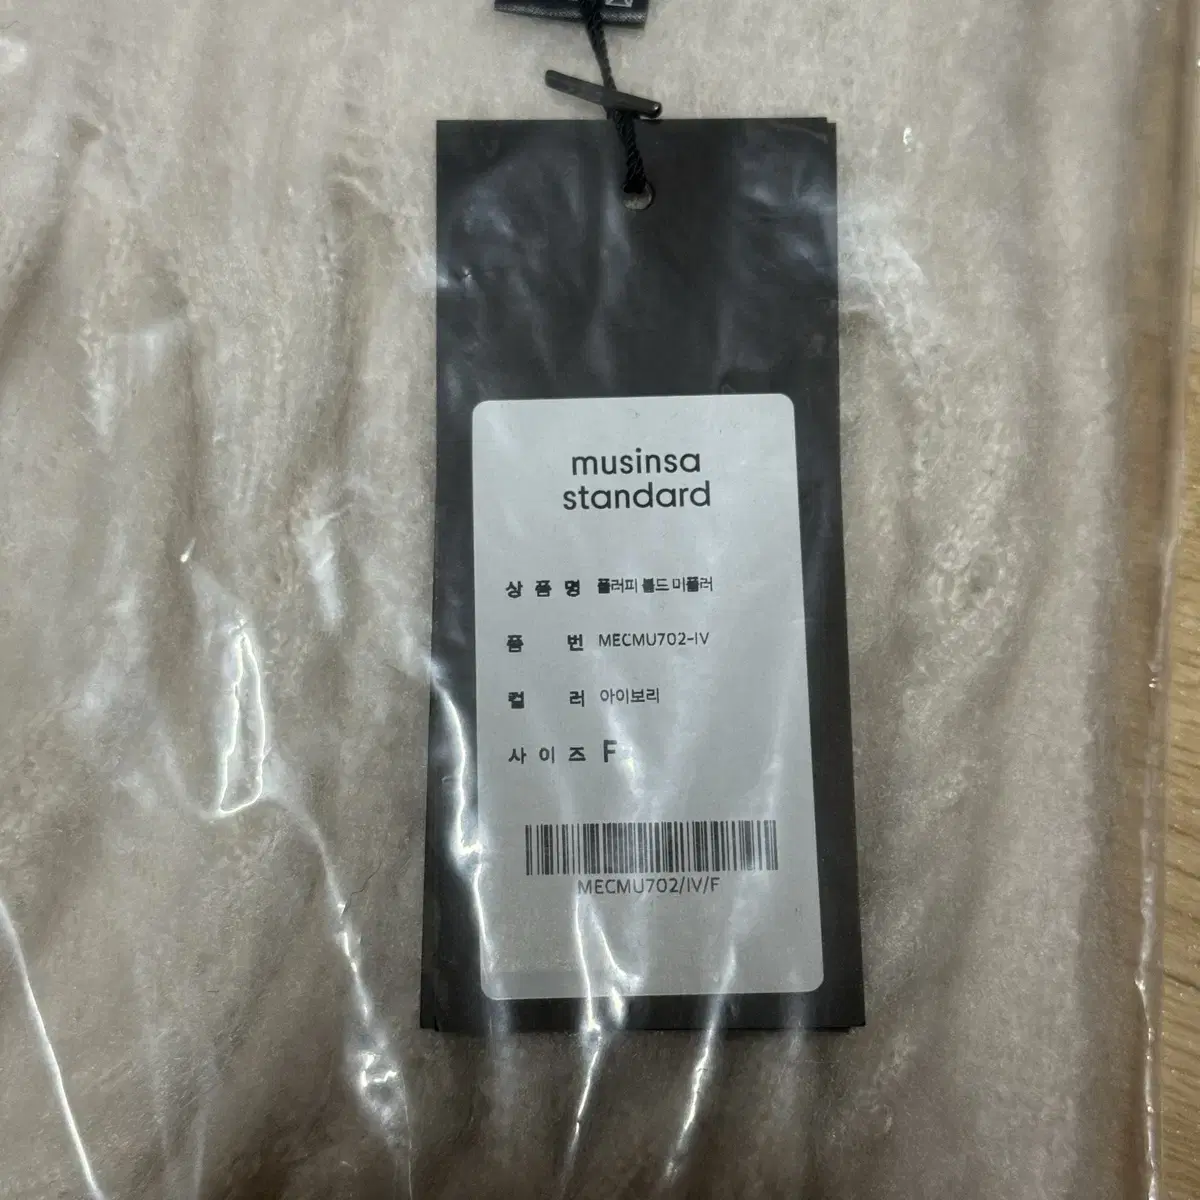 musinsa
standard
상 품 명 플러피 볼드 머플러
품 번 MECMU702-IV
컬 러 아이보리
사 이 즈 F
MECMU702/IV/F